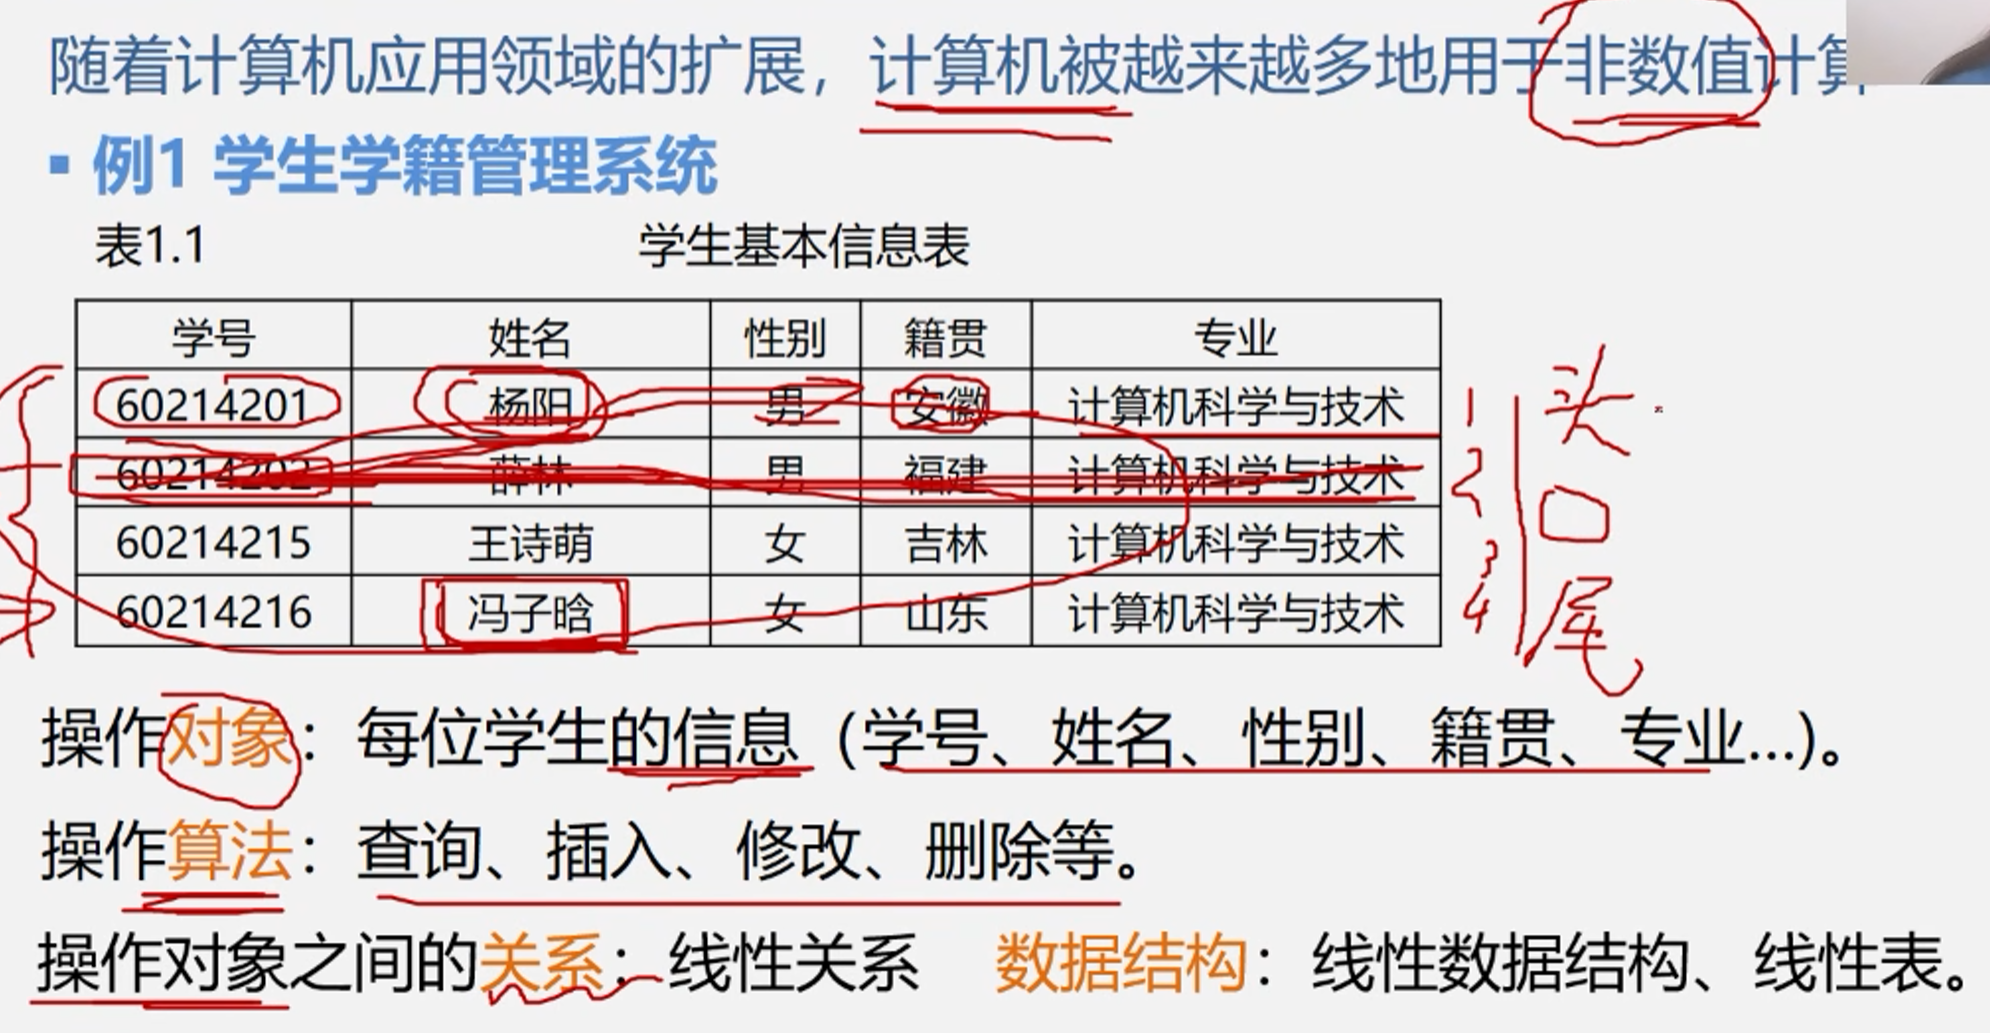 随着计算机应用领域的扩展，计算机被越来越多地用于非数值计算
▪ 例1 学生学籍管理系统
表1.1 学生基本信息表
学号 姓名 性别 籍贯 专业
60214201 杨阳 男 安徽 计算机科学与技术 1 头
60214202 薛林 男 福建 计算机科学与技术 2
60214215 王诗萌 女 吉林 计算机科学与技术 3
60214216 冯子晗 女 山东 计算机科学与技术 4 尾
操作对象：每位学生的信息（学号、姓名、性别、籍贯、专业...）。
操作算法：查询、插入、修改、删除等。
操作对象之间的关系：线性关系 数据结构：线性数据结构、线性表。